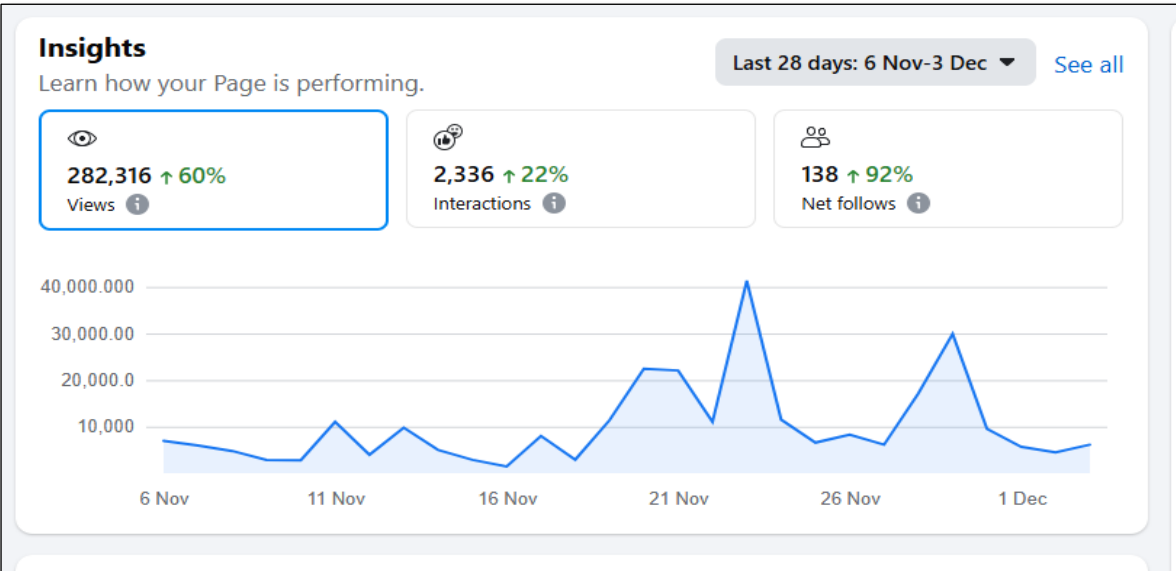 Insights
Learn how your Page is performing.
Last 28 days: 6 Nov-3 Dec
See all
282,316 ↑ 60%
Views
2,336 ↑ 22%
Interactions
138 ↑ 92%
Net follows
40,000.000
30,000.00
20,000.0
10,000
6 Nov
11 Nov
16 Nov
21 Nov
26 Nov
1 Dec